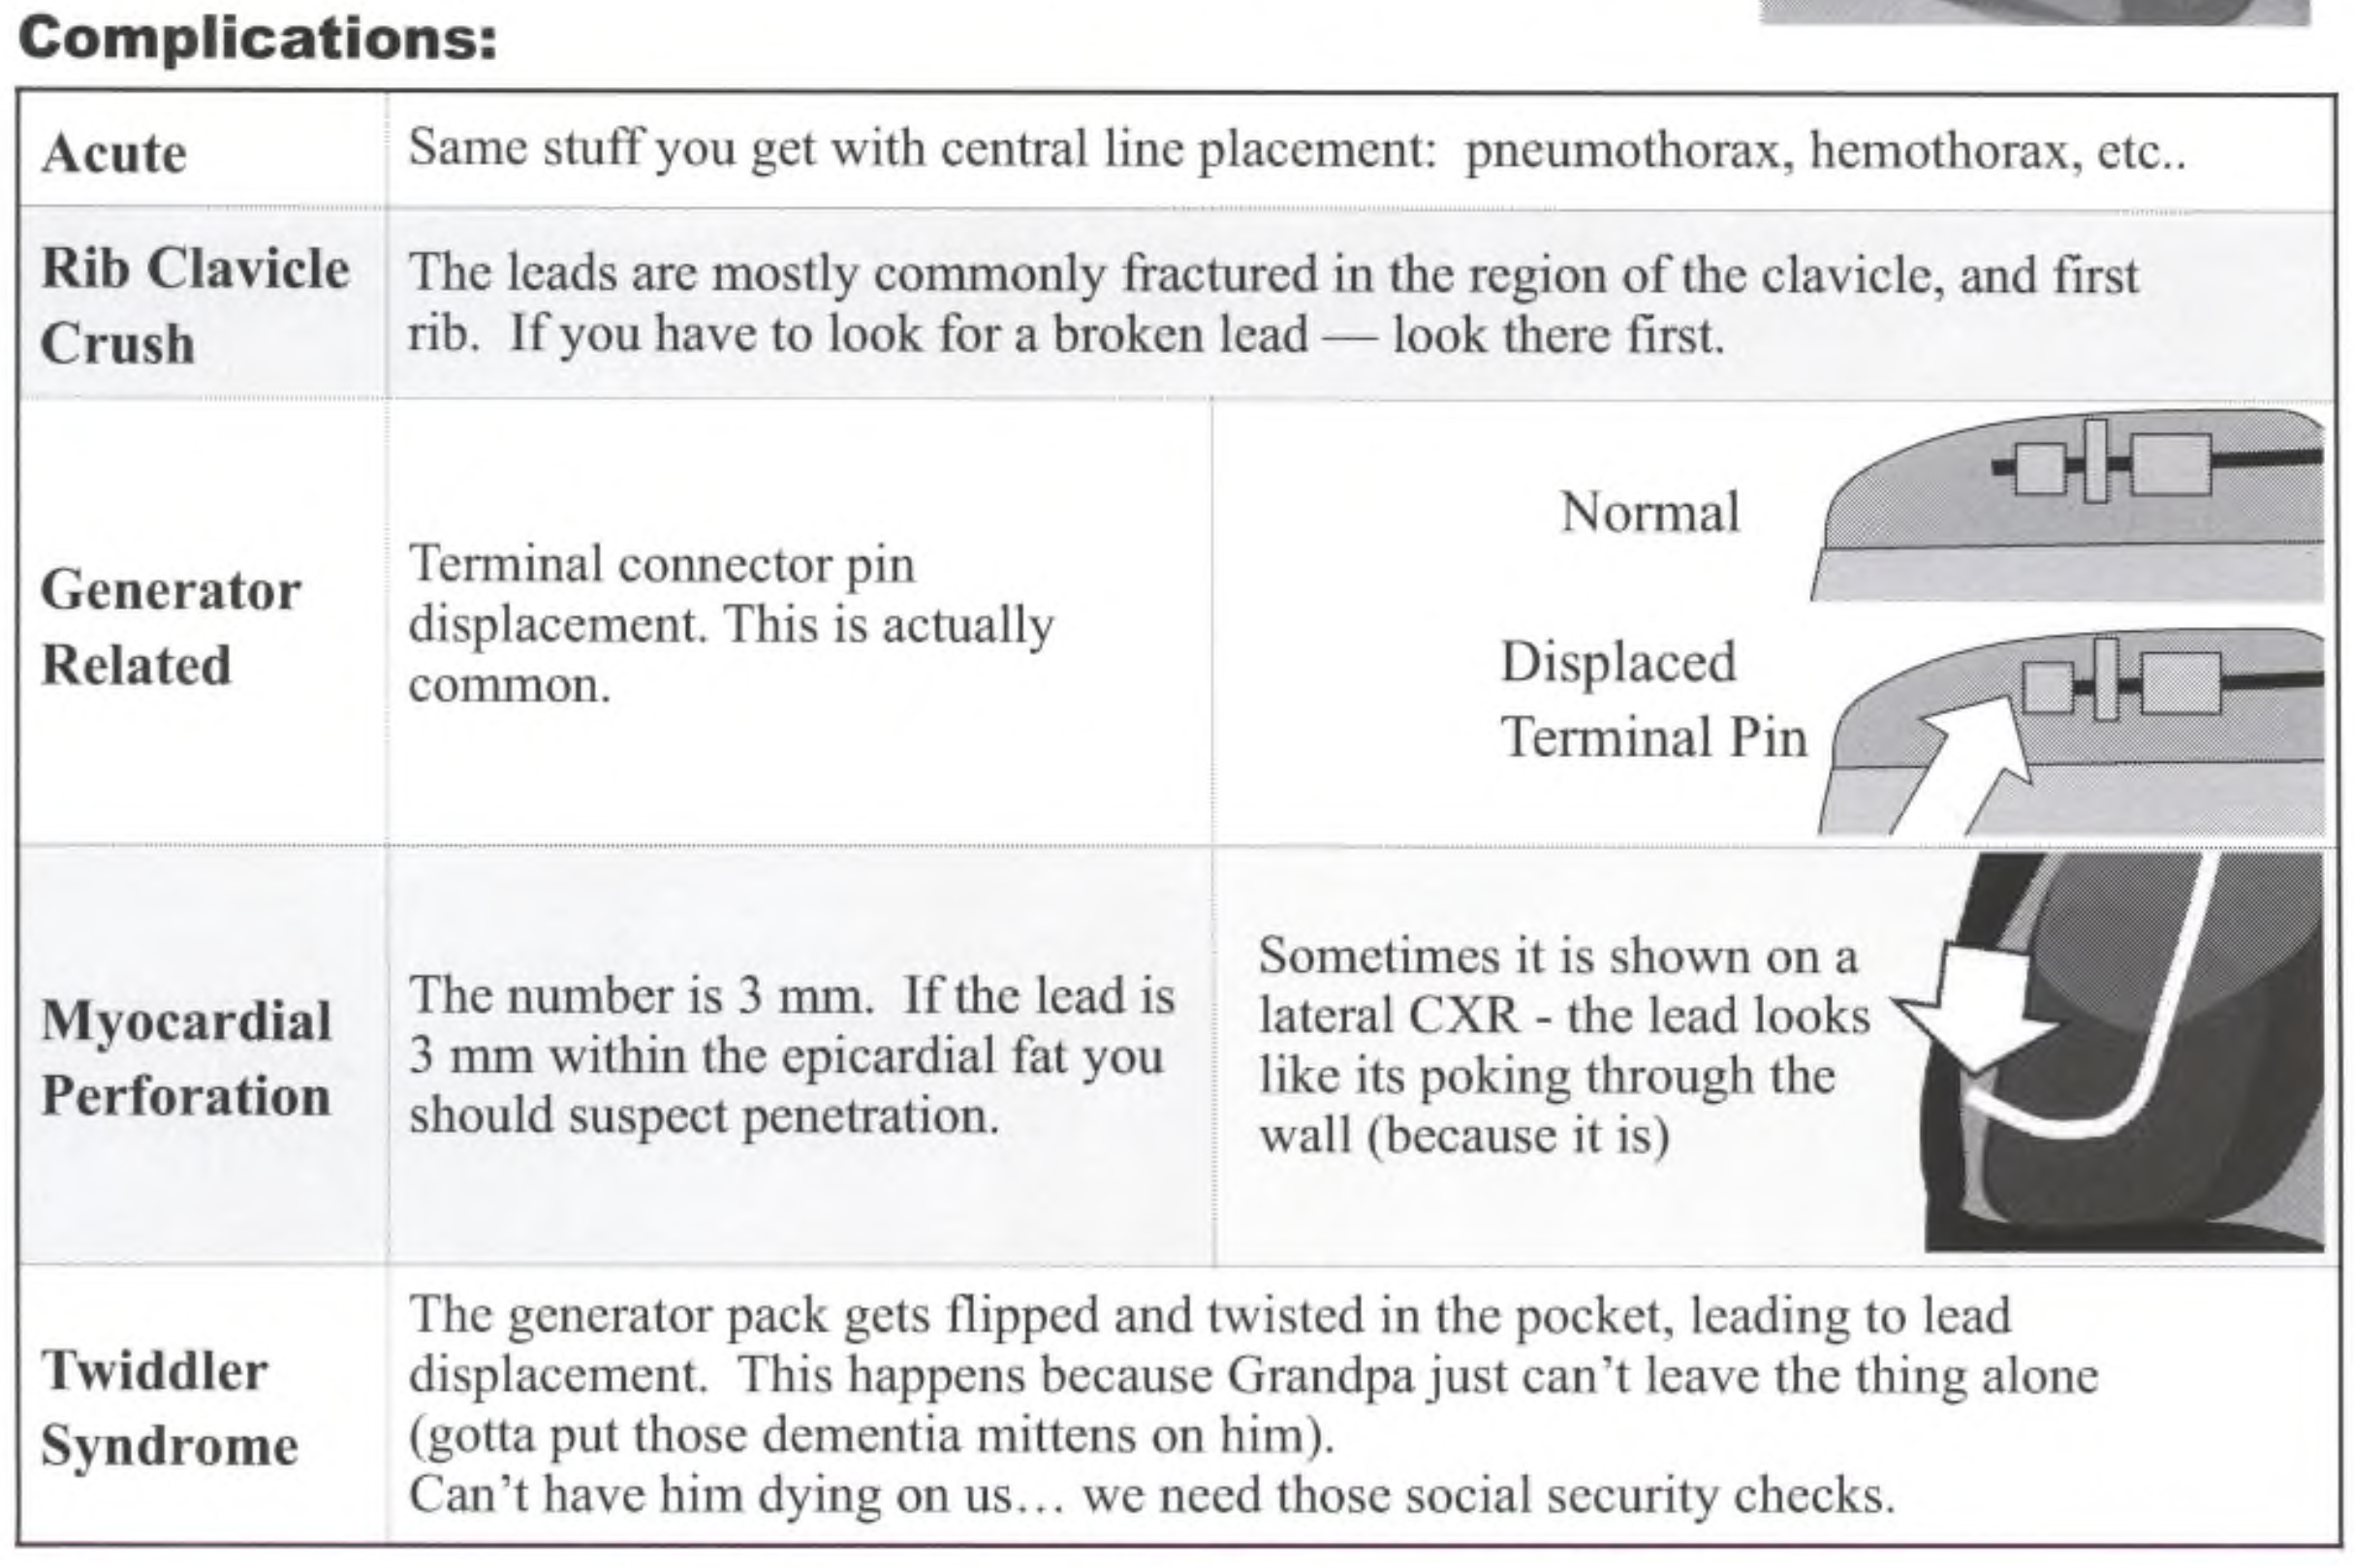 Complications:
Acute
Same stuff you get with central line placement:  pneumothorax, hemothorax, etc..
Rib Clavicle
Crush
The leads are mostly commonly fractured in the region of the clavicle, and first
rib.  If you have to look for a broken lead — look there first.
Generator
Related
Terminal connector pin
displacement. This is actually
common.
Normal
Displaced
Terminal Pin
Myocardial
Perforation
The number is 3 mm.  If the lead is
3 mm within the epicardial fat you
should suspect penetration.
Sometimes it is shown on a
lateral CXR - the lead looks
like its poking through the
wall (because it is)
Twiddler
Syndrome
The generator pack gets flipped and twisted in the pocket, leading to lead
displacement.  This happens because Grandpa just can’t leave the thing alone
(gotta put those dementia mittens on him).
Can’t have him dying on us… we need those social security checks.